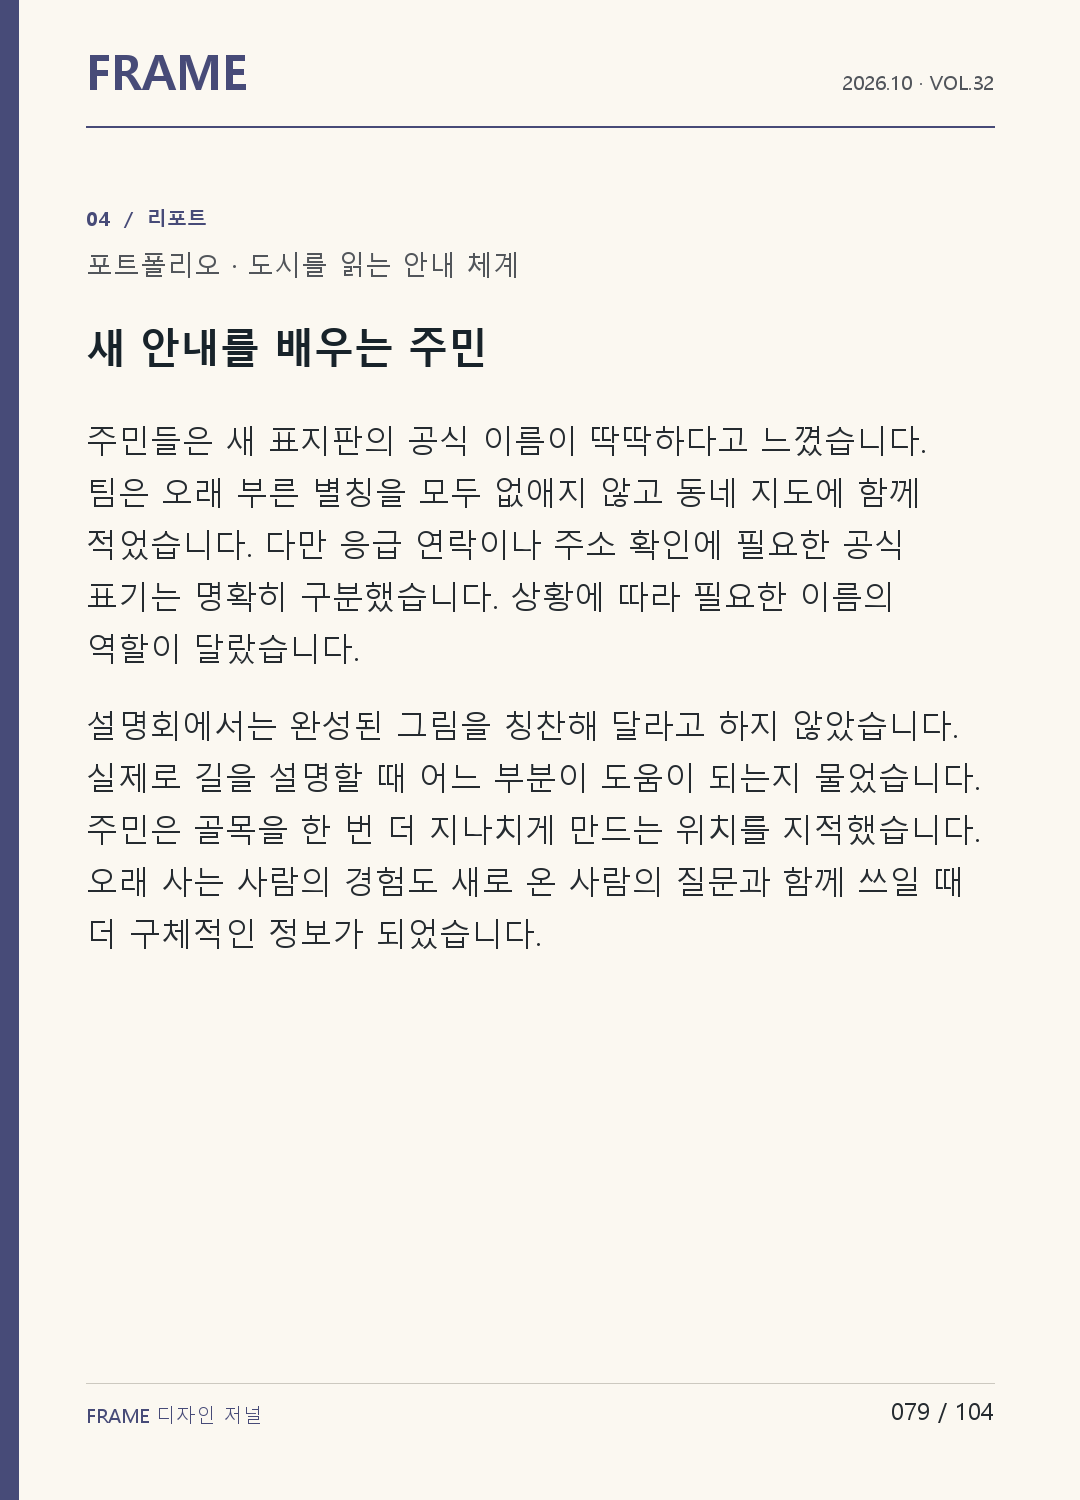 FRAME
2026.10 · VOL.32
04 / 리포트
포트폴리오 · 도시를 읽는 안내 체계
새 안내를 배우는 주민
주민들은 새 표지판의 공식 이름이 딱딱하다고 느꼈습니다.
팀은 오래 부른 별칭을 모두 없애지 않고 동네 지도에 함께
적었습니다. 다만 응급 연락이나 주소 확인에 필요한 공식
표기는 명확히 구분했습니다. 상황에 따라 필요한 이름의
역할이 달랐습니다.
설명회에서는 완성된 그림을 칭찬해 달라고 하지 않았습니다.
실제로 길을 설명할 때 어느 부분이 도움이 되는지 물었습니다.
주민은 골목을 한 번 더 지나치게 만드는 위치를 지적했습니다.
오래 사는 사람의 경험도 새로 온 사람의 질문과 함께 쓰일 때
더 구체적인 정보가 되었습니다.
FRAME 디자인 저널
079 / 104